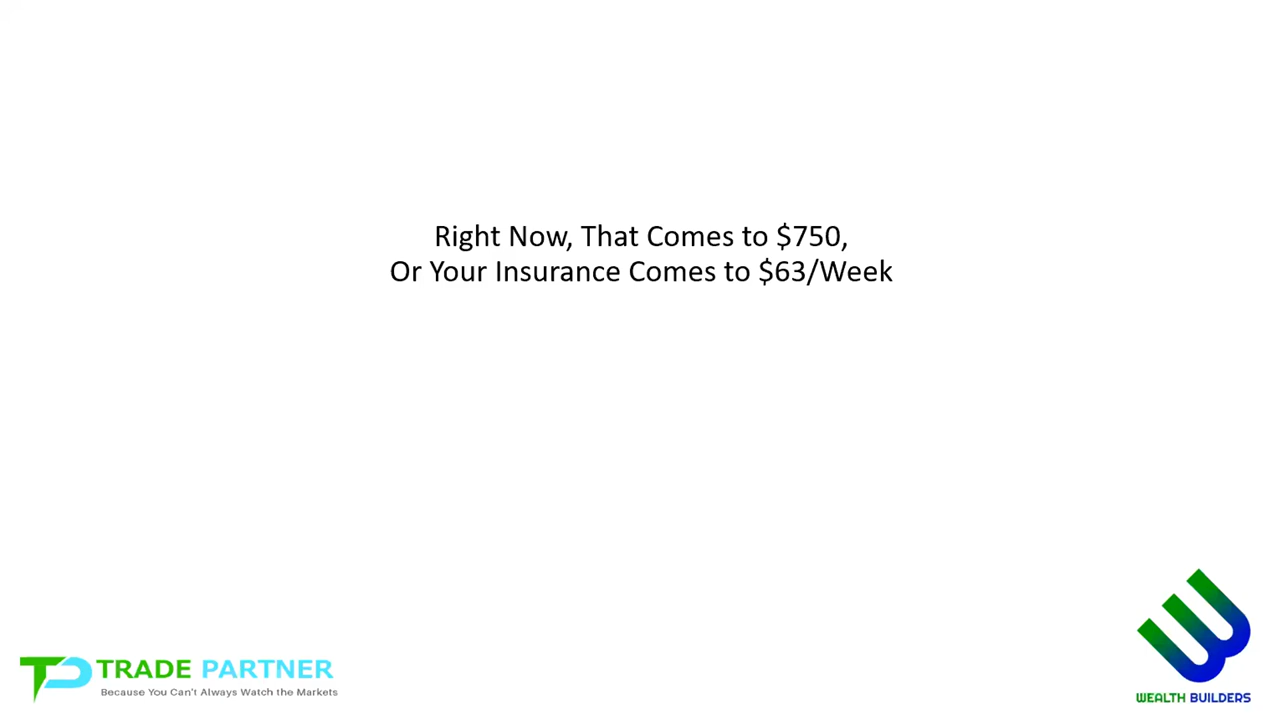 Right Now, That Comes to $750,
Or Your Insurance Comes to $63/Week
TP TRADE PARTNER
Because You Can't Always Watch the Markets
WEALTH BUILDERS